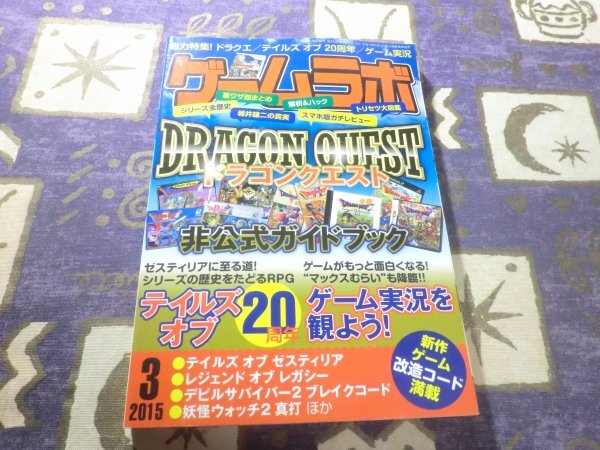 総力特集! ドラクエ/テイルズ オブ 20周年/ゲーム実況
ゲームラボ
裏ワザ超まとめ
解析&ハック
シリーズ全歴史
堀井雄二の真実
スマホ版ガチレビュー
トリセツ大図鑑
DRAGON QUEST
ドラゴンクエスト
非公式ガイドブック
ゼスティリアに至る道!
シリーズの歴史をたどるRPG
ゲームがもっと面白くなる!
"マックスむらい"も降臨!!
テイルズ
オブ
20
周年
ゲーム実況を
観よう!
3
2015
●テイルズ オブ ゼスティリア
●レジェンド オブ レガシー
●デビルサバイバー2 ブレイクコード
●妖怪ウォッチ2 真打 ほか
新作
ゲーム
改造コード
満載